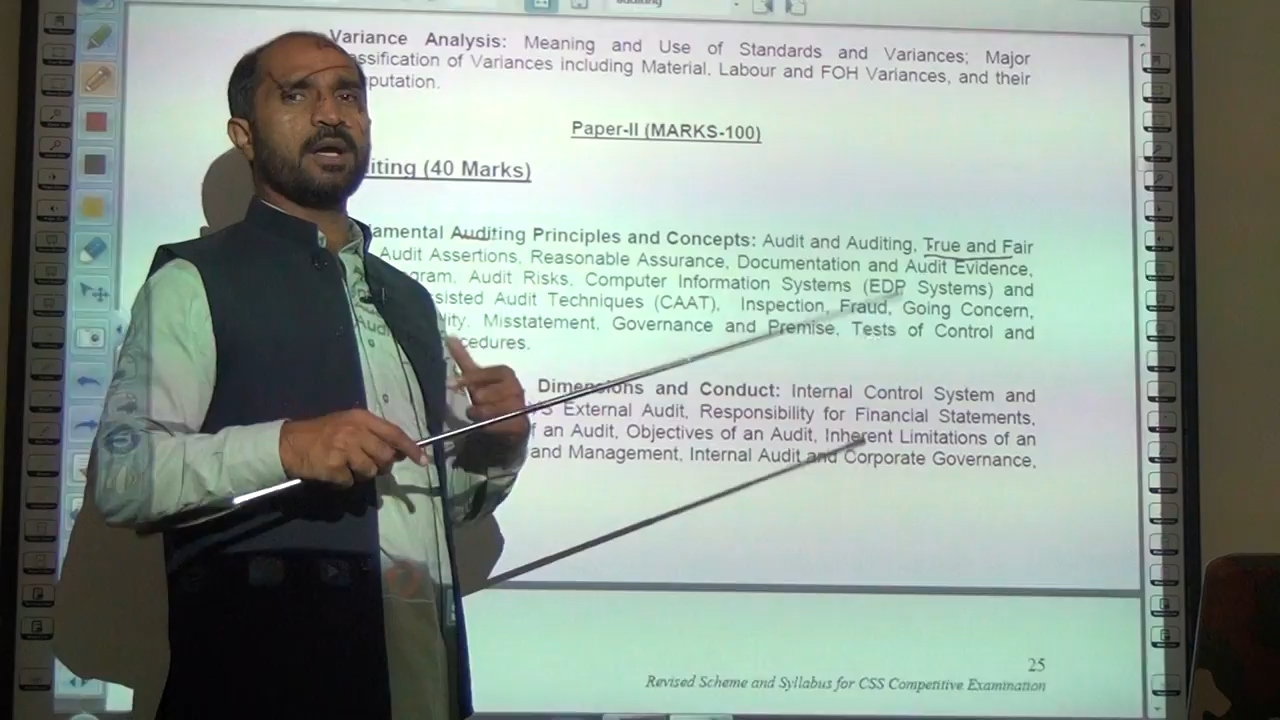 auditing
Variance Analysis: Meaning and Use of Standards and Variances; Major
ssification of Variances including Material, Labour and FOH Variances, and their
putation.
Paper-II (MARKS-100)
iting (40 Marks)
amental Auditing Principles and Concepts: Audit and Auditing, True and Fair
Audit Assertions, Reasonable Assurance, Documentation and Audit Evidence,
gram, Audit Risks, Computer Information Systems (EDP Systems) and
ssisted Audit Techniques (CAAT), Inspection, Fraud, Going Concern,
ity, Misstatement, Governance and Premise, Tests of Control and
cedures.
Dimensions and Conduct: Internal Control System and
V/S External Audit, Responsibility for Financial Statements,
f an Audit, Objectives of an Audit, Inherent Limitations of an
and Management, Internal Audit and Corporate Governance,
25
Revised Scheme and Syllabus for CSS Competitive Examination